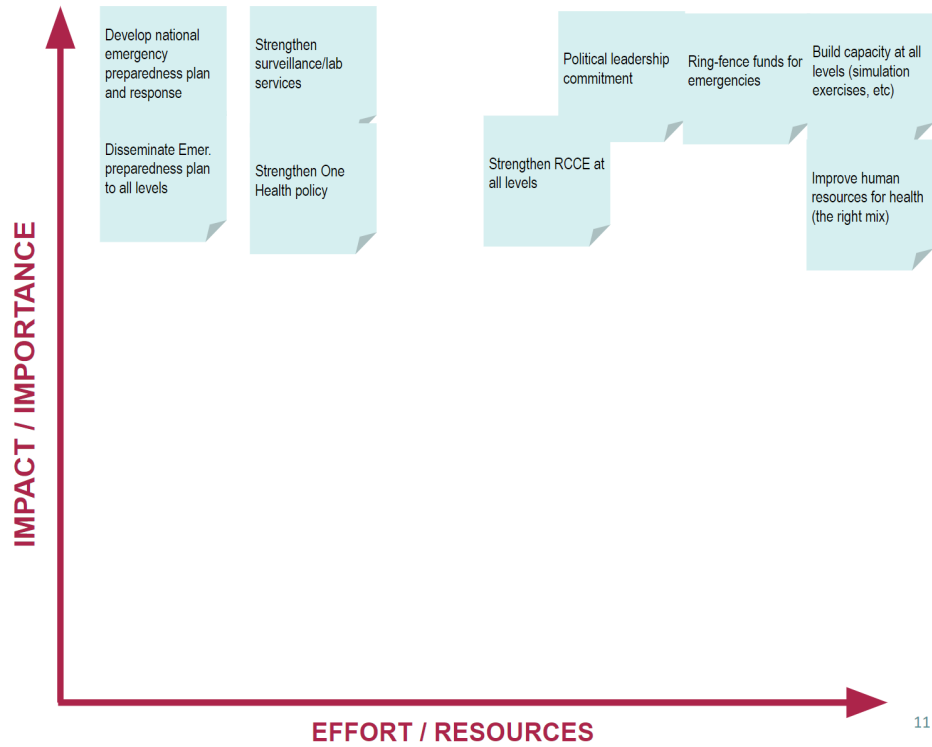 Develop national
emergency
preparedness plan
and response
Disseminate Emer.
preparedness plan
to all levels
Strengthen
surveillance/lab
services
Strengthen One
Health policy
Strengthen RCCE at
all levels
Political leadership
commitment
Ring-fence funds for
emergencies
Build capacity at all
levels (simulation
exercises, etc)
Improve human
resources for health
(the right mix)
IMPACT / IMPORTANCE
EFFORT / RESOURCES
11